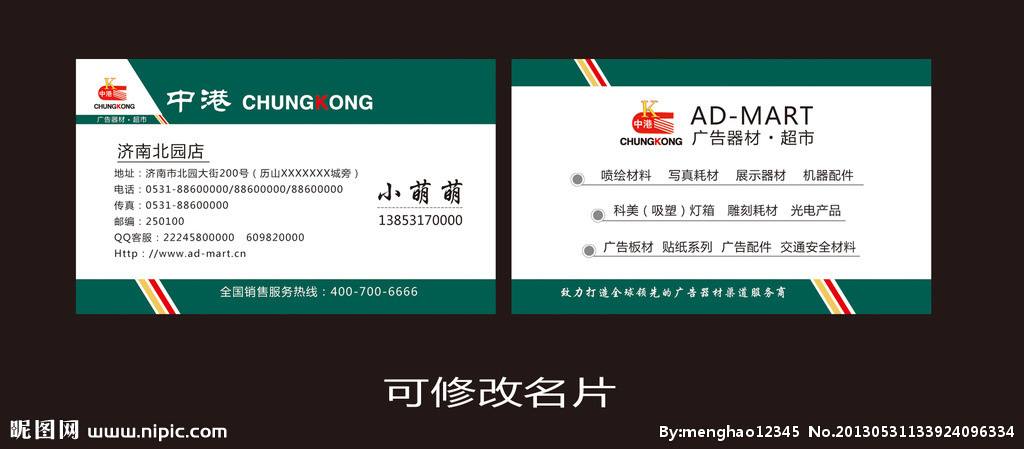 K
中港
CHUNGKONG
广告器材·超市
中港 CHUNGKONG
济南北园店
地址：济南市北园大街200号（历山XXXXXXX城旁）
电话：0531-88600000/88600000/88600000
传真：0531-88600000
邮编：250100
QQ客服：22245800000 609820000
Http：//www.ad-mart.cn
小萌萌
13853170000
全国销售服务热线：400-700-6666
K
中港
CHUNGKONG
AD-MART
广告器材·超市
喷绘材料 写真耗材 展示器材 机器配件
科美（吸塑）灯箱 雕刻耗材 光电产品
广告板材 贴纸系列 广告配件 交通安全材料
致力打造全球领先的广告器材渠道服务商
可修改名片
昵图网 www.nipic.com
By:menghao12345 No.20130531133924096334